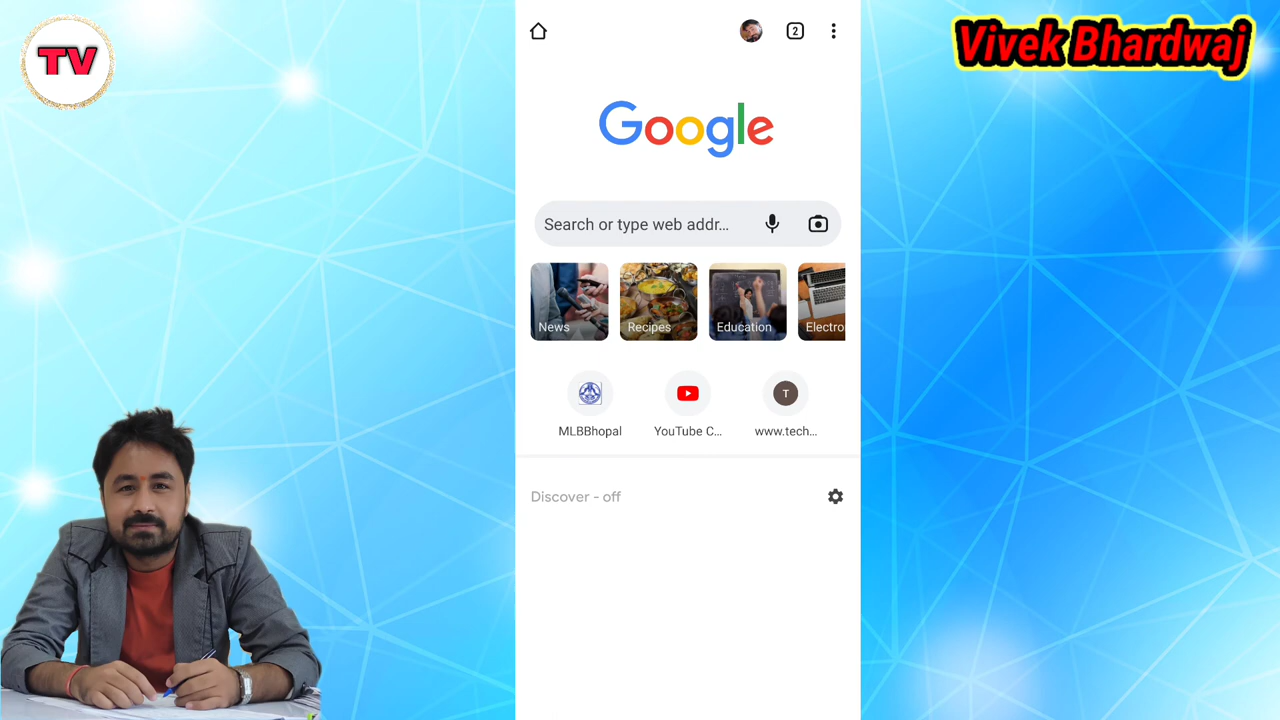 TV
Vivek Bhardwaj
2
Google
Search or type web addr...
News
Recipes
Education
Electro
T
MLBBhopal
YouTube C...
www.tech...
Discover - off